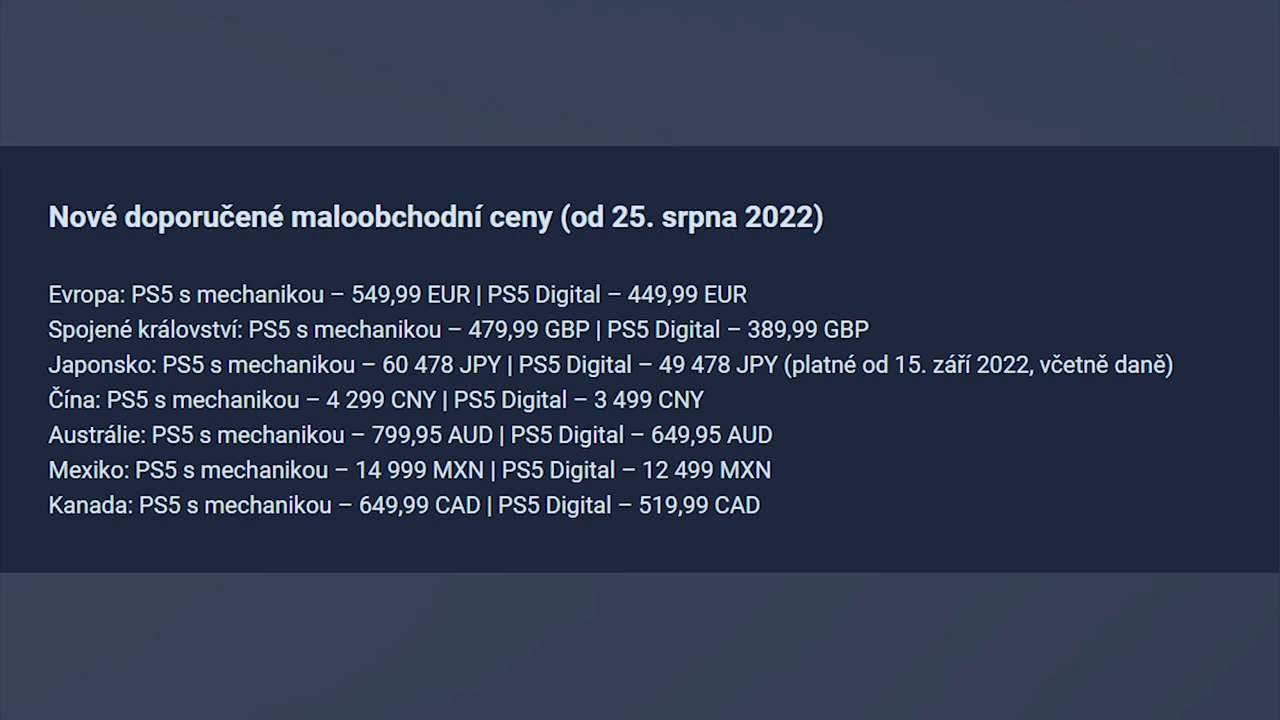 Nové doporučené maloobchodní ceny (od 25. srpna 2022)
Evropa: PS5 s mechanikou – 549,99 EUR | PS5 Digital – 449,99 EUR
Spojené království: PS5 s mechanikou – 479,99 GBP | PS5 Digital – 389,99 GBP
Japonsko: PS5 s mechanikou – 60 478 JPY | PS5 Digital – 49 478 JPY (platné od 15. září 2022, včetně daně)
Čína: PS5 s mechanikou – 4 299 CNY | PS5 Digital – 3 499 CNY
Austrálie: PS5 s mechanikou – 799,95 AUD | PS5 Digital – 649,95 AUD
Mexiko: PS5 s mechanikou – 14 999 MXN | PS5 Digital – 12 499 MXN
Kanada: PS5 s mechanikou – 649,99 CAD | PS5 Digital – 519,99 CAD